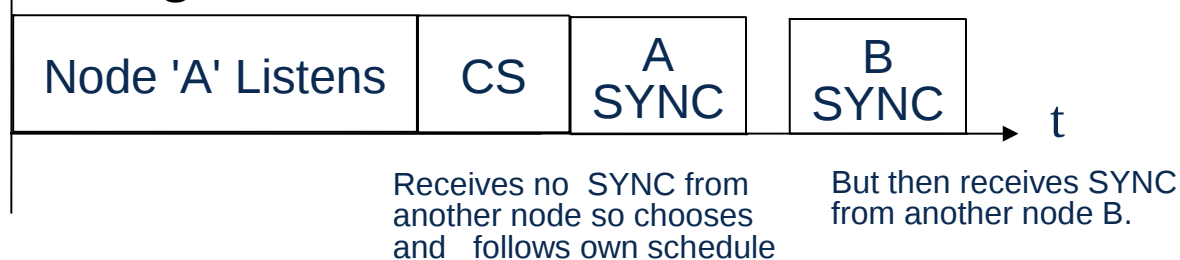 Node 'A' Listens
CS
A
SYNC
B
SYNC
t
Receives no  SYNC from
another node so chooses
and   follows own schedule
But then receives SYNC
from another node B.